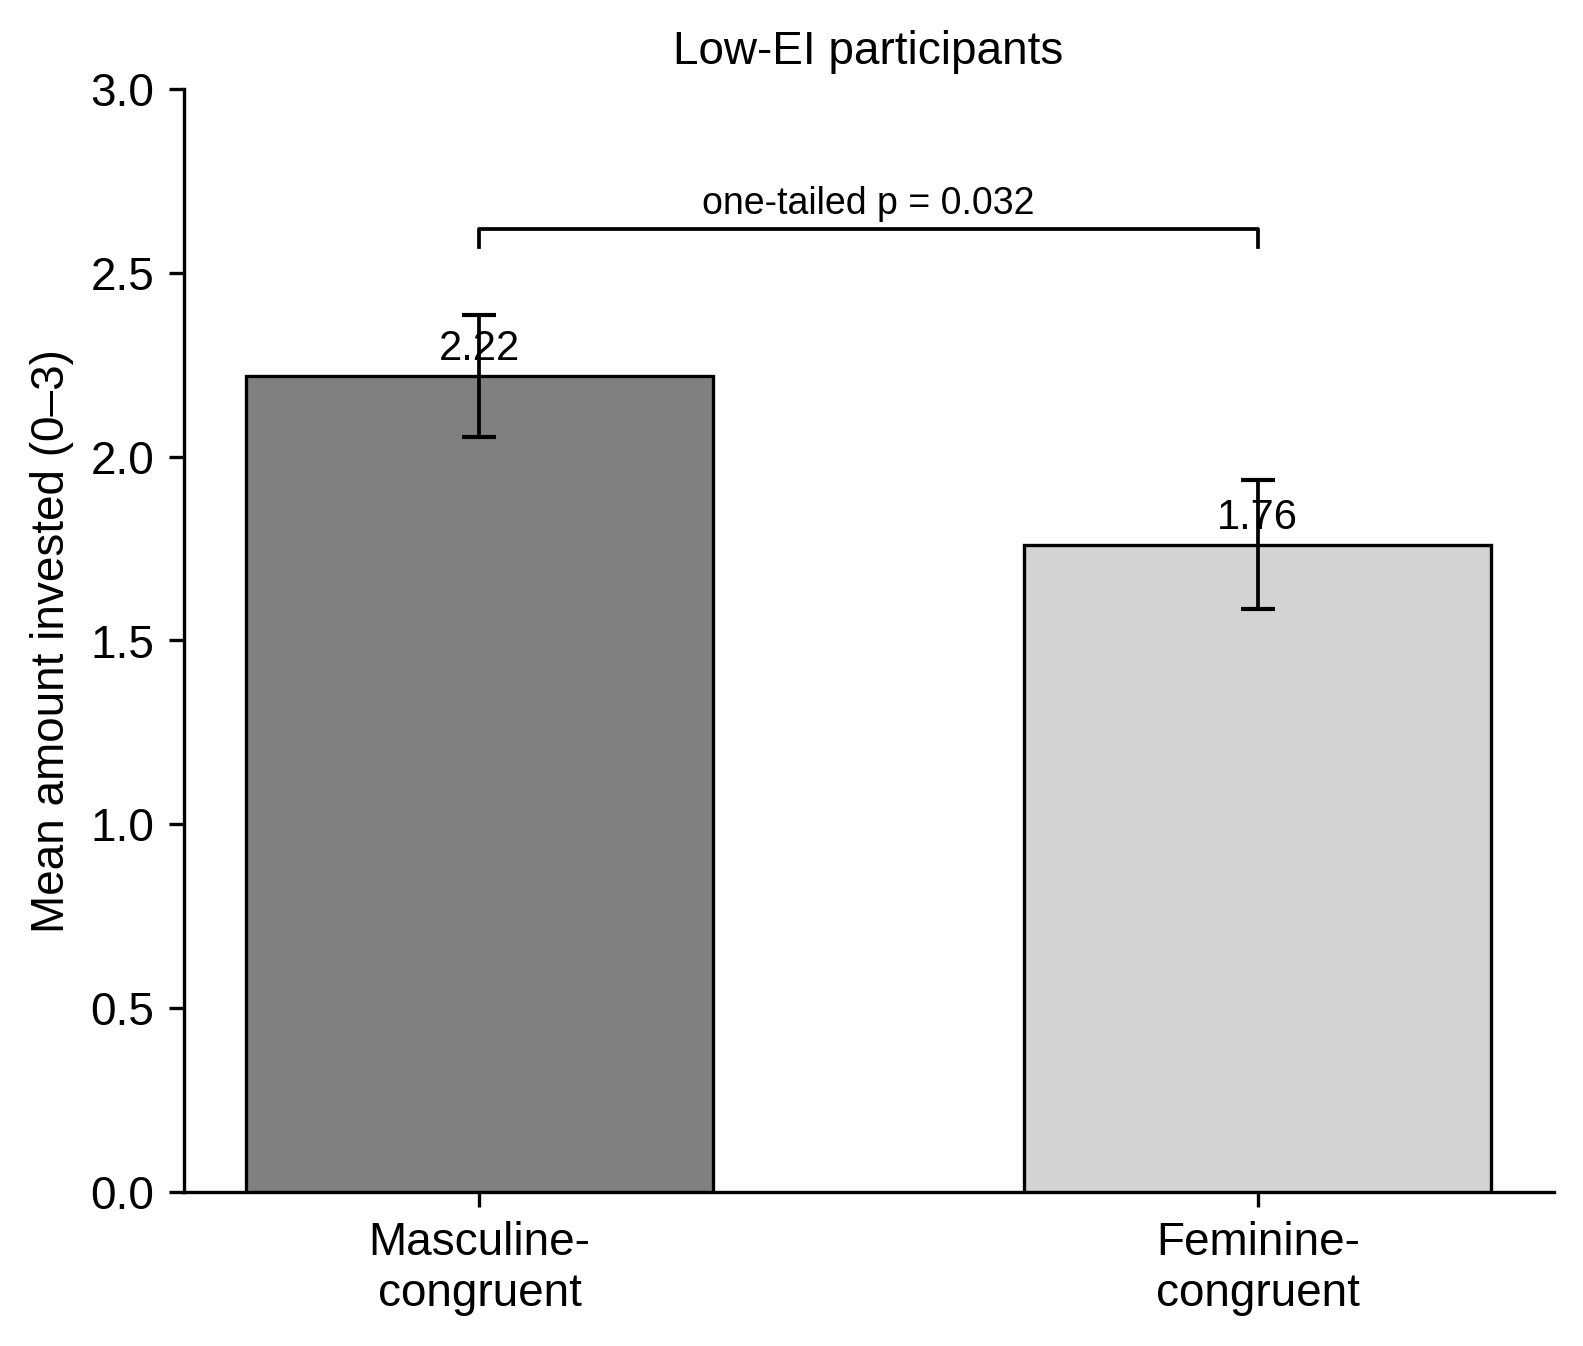 Low-EI participants
3.0
one-tailed p = 0.032
2.5
2.22
2.0
1.76
1.5
1.0
0.5
0.0
Mean amount invested (0–3)
Masculine-
congruent
Feminine-
congruent